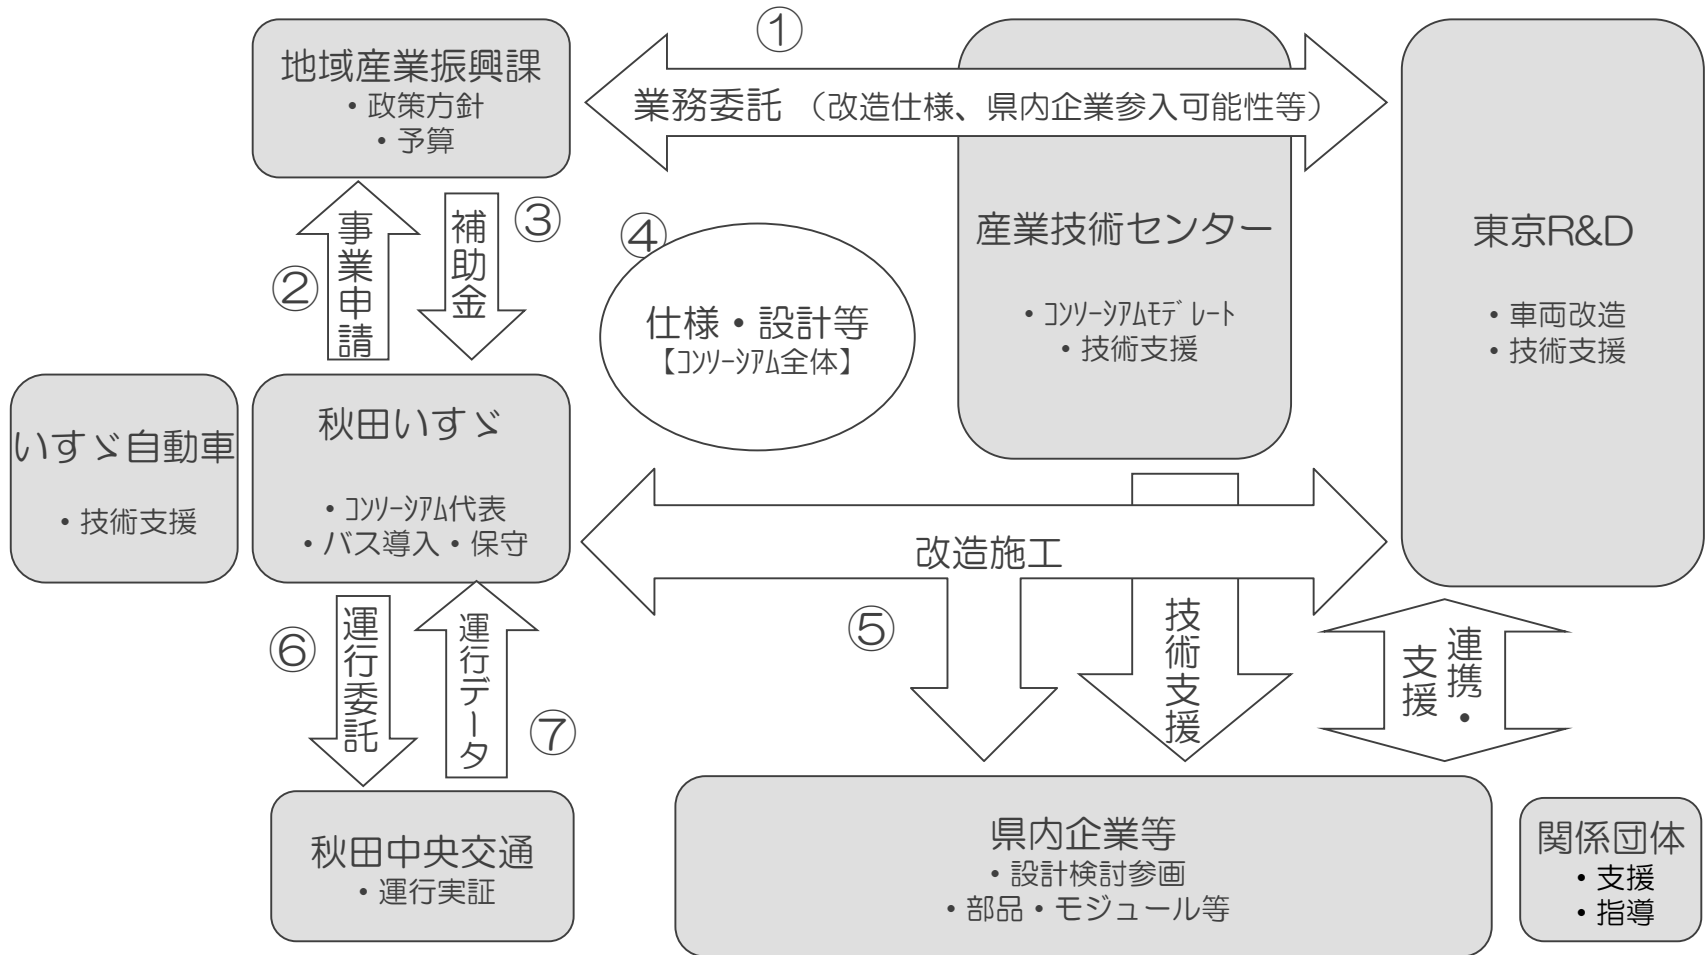 ①
地域産業振興課
・政策方針
・予算
業務委託 （改造仕様、県内企業参入可能性等）
産業技術センター
・ｺﾝｿｰｼｱﾑﾓﾃﾞﾚｰﾄ
・技術支援
東京R&D
・車両改造
・技術支援
②
事業申請
補助金
③
④
仕様・設計等
【ｺﾝｿｰｼｱﾑ全体】
いすゞ自動車
・技術支援
秋田いすゞ
・ｺﾝｿｰｼｱﾑ代表
・バス導入・保守
改造施工
⑤
技術支援
連携・
支援
⑥
運行委託
運行データ
⑦
秋田中央交通
・運行実証
県内企業等
・設計検討参画
・部品・モジュール等
関係団体
・支援
・指導